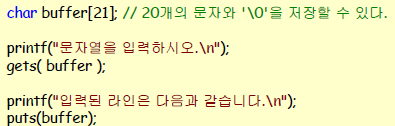 char buffer[21]; // 20개의 문자와 '\0'을 저장할 수 있다.
printf("문자열을 입력하시오.\n");
gets( buffer );
printf("입력된 라인은 다음과 같습니다.\n");
puts(buffer);